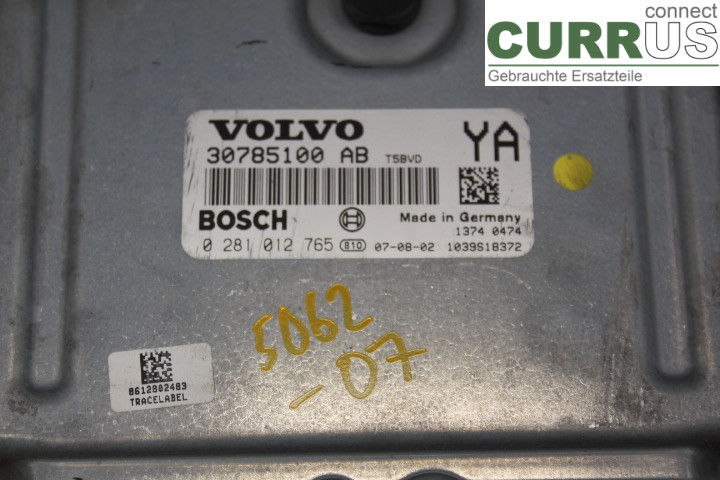 connect
CURRUS
Gebrauchte Ersatzteile
VOLVO
YA
30785100 AB T5BVD
BOSCH
Made in Germany
1374 0474
0 281 012 765 810 07-08-02 1039S18372
5062
-07
8612802483
TRACELABEL